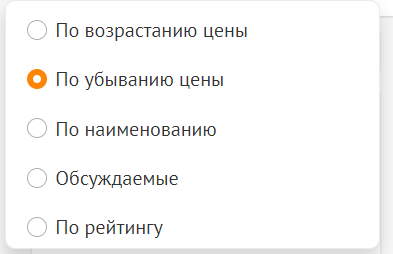 По возрастанию цены
По убыванию цены
По наименованию
Обсуждаемые
По рейтингу